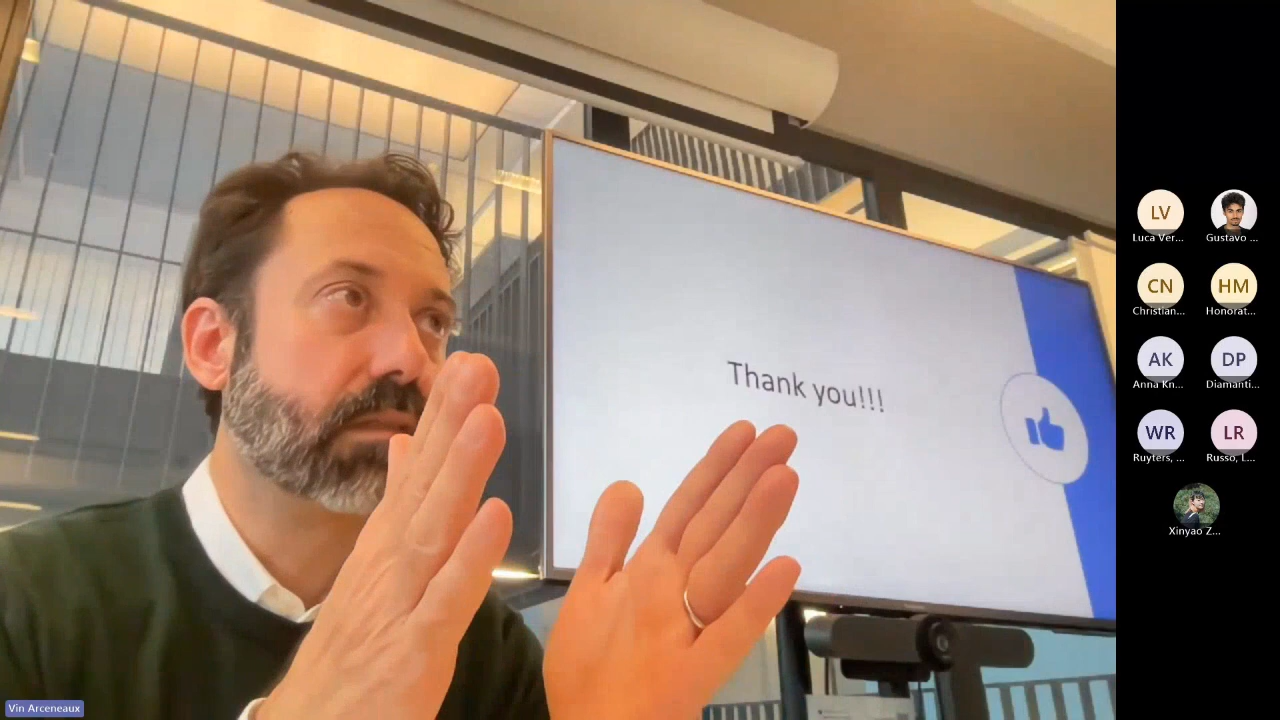 Thank you!!!
LV
Luca Ver...
Gustavo ...
CN
Christian...
HM
Honorat...
AK
Anna Kn...
DP
Diamanti...
WR
Ruyters, ...
LR
Russo, L...
Xinyao Z...
Vin Arceneaux